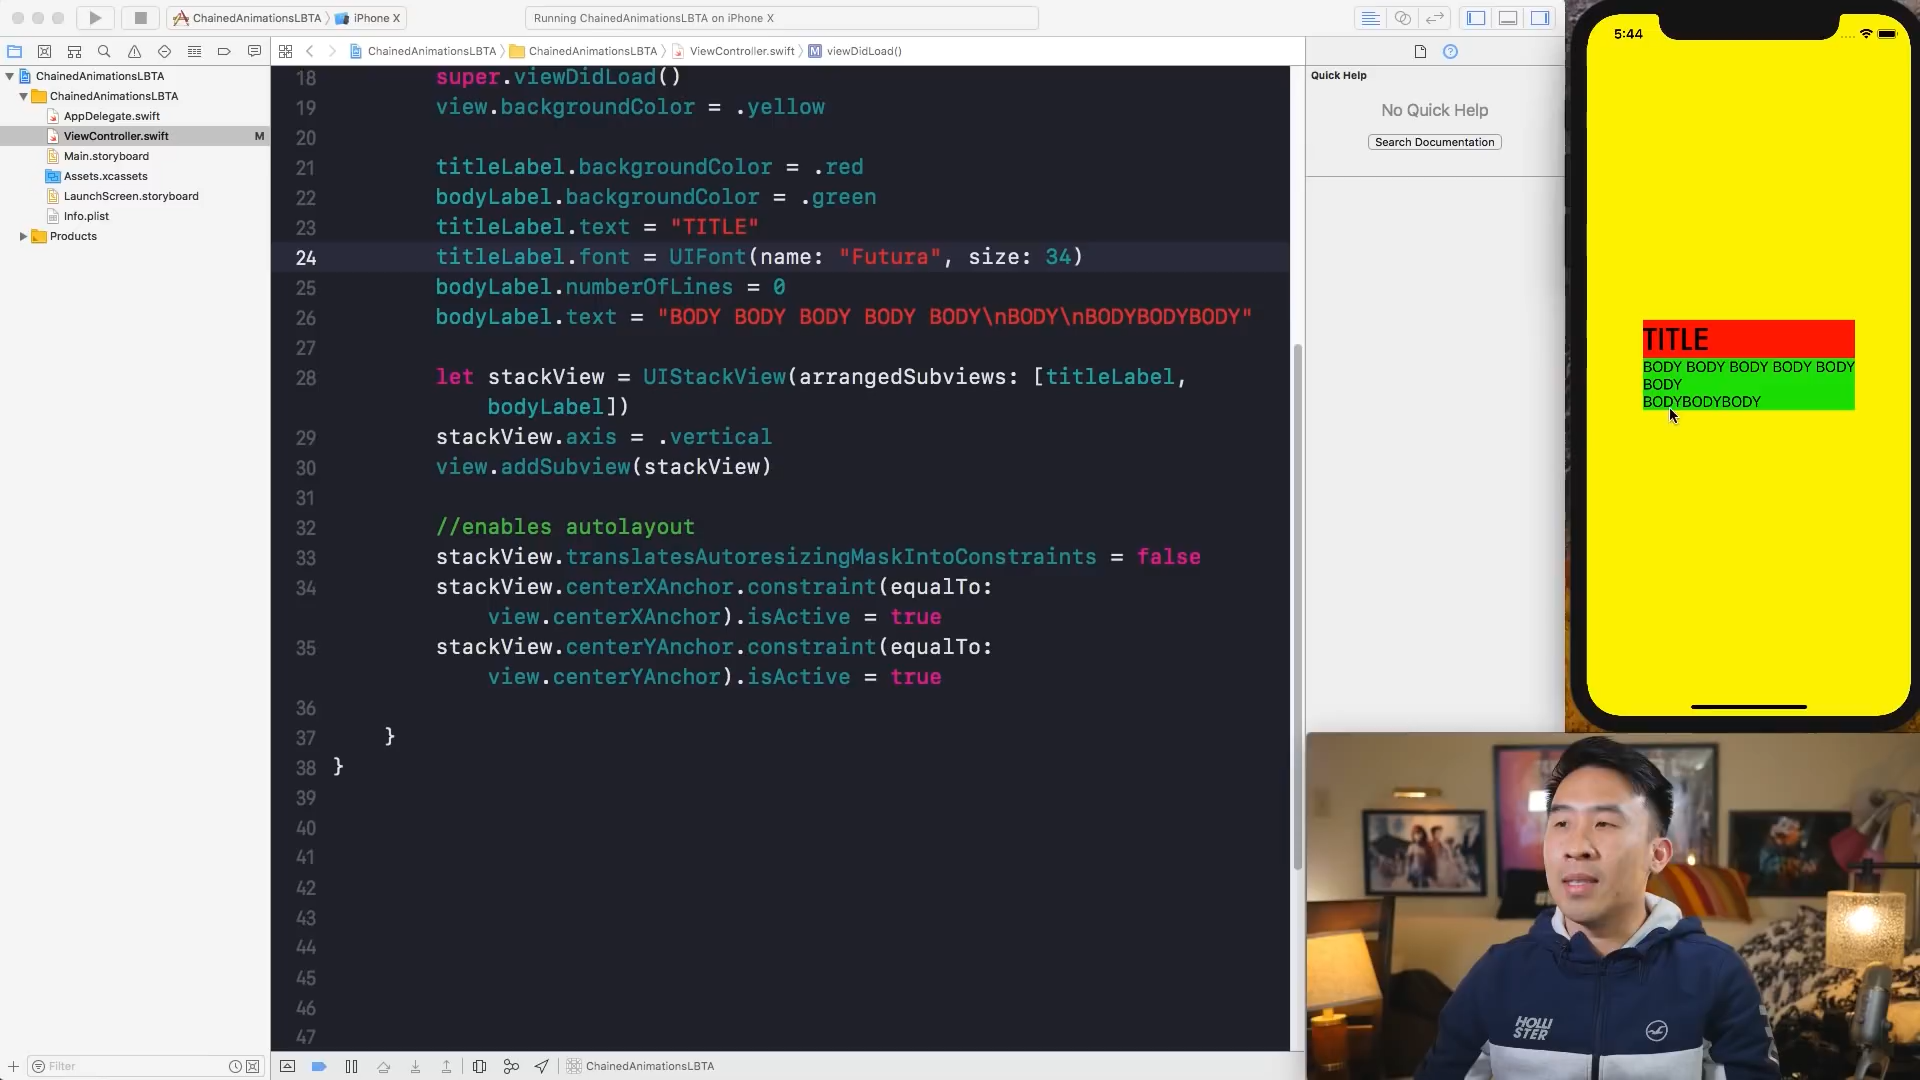 ChainedAnimationsLBTA 〉 iPhone X
Running ChainedAnimationsLBTA on iPhone X
ChainedAnimationsLBTA 〉 ChainedAnimationsLBTA 〉 ViewController.swift 〉 M viewDidLoad()
ChainedAnimationsLBTA
ChainedAnimationsLBTA
AppDelegate.swift
ViewController.swift M
Main.storyboard
Assets.xcassets
LaunchScreen.storyboard
Info.plist
Products
Filter
18 super.viewDidLoad()
19 view.backgroundColor = .yellow
20
21 titleLabel.backgroundColor = .red
22 bodyLabel.backgroundColor = .green
23 titleLabel.text = "TITLE"
24 titleLabel.font = UIFont(name: "Futura", size: 34)
25 bodyLabel.numberOfLines = 0
26 bodyLabel.text = "BODY BODY BODY BODY BODY\nBODY\nBODYBODYBODY"
27
28 let stackView = UIStackView(arrangedSubviews: [titleLabel,
bodyLabel])
29 stackView.axis = .vertical
30 view.addSubview(stackView)
31
32 //enables autolayout
33 stackView.translatesAutoresizingMaskIntoConstraints = false
34 stackView.centerXAnchor.constraint(equalTo:
view.centerXAnchor).isActive = true
35 stackView.centerYAnchor.constraint(equalTo:
view.centerYAnchor).isActive = true
36
37 }
38 }
39
40
41
42
43
44
45
46
47
ChainedAnimationsLBTA
Quick Help
No Quick Help
Search Documentation
5:44
TITLE
BODY BODY BODY BODY BODY
BODY
BODYBODYBODY
HOLLI
STER